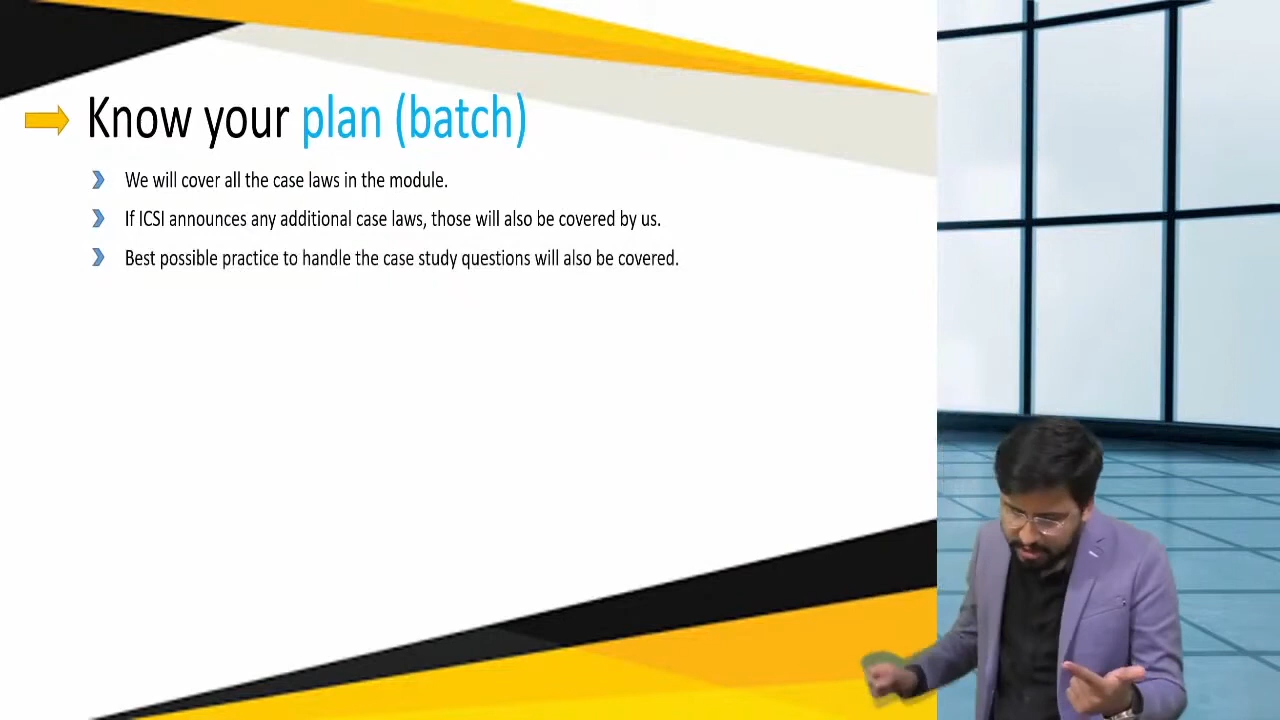 Know your plan (batch)
We will cover all the case laws in the module.
If ICSI announces any additional case laws, those will also be covered by us.
Best possible practice to handle the case study questions will also be covered.